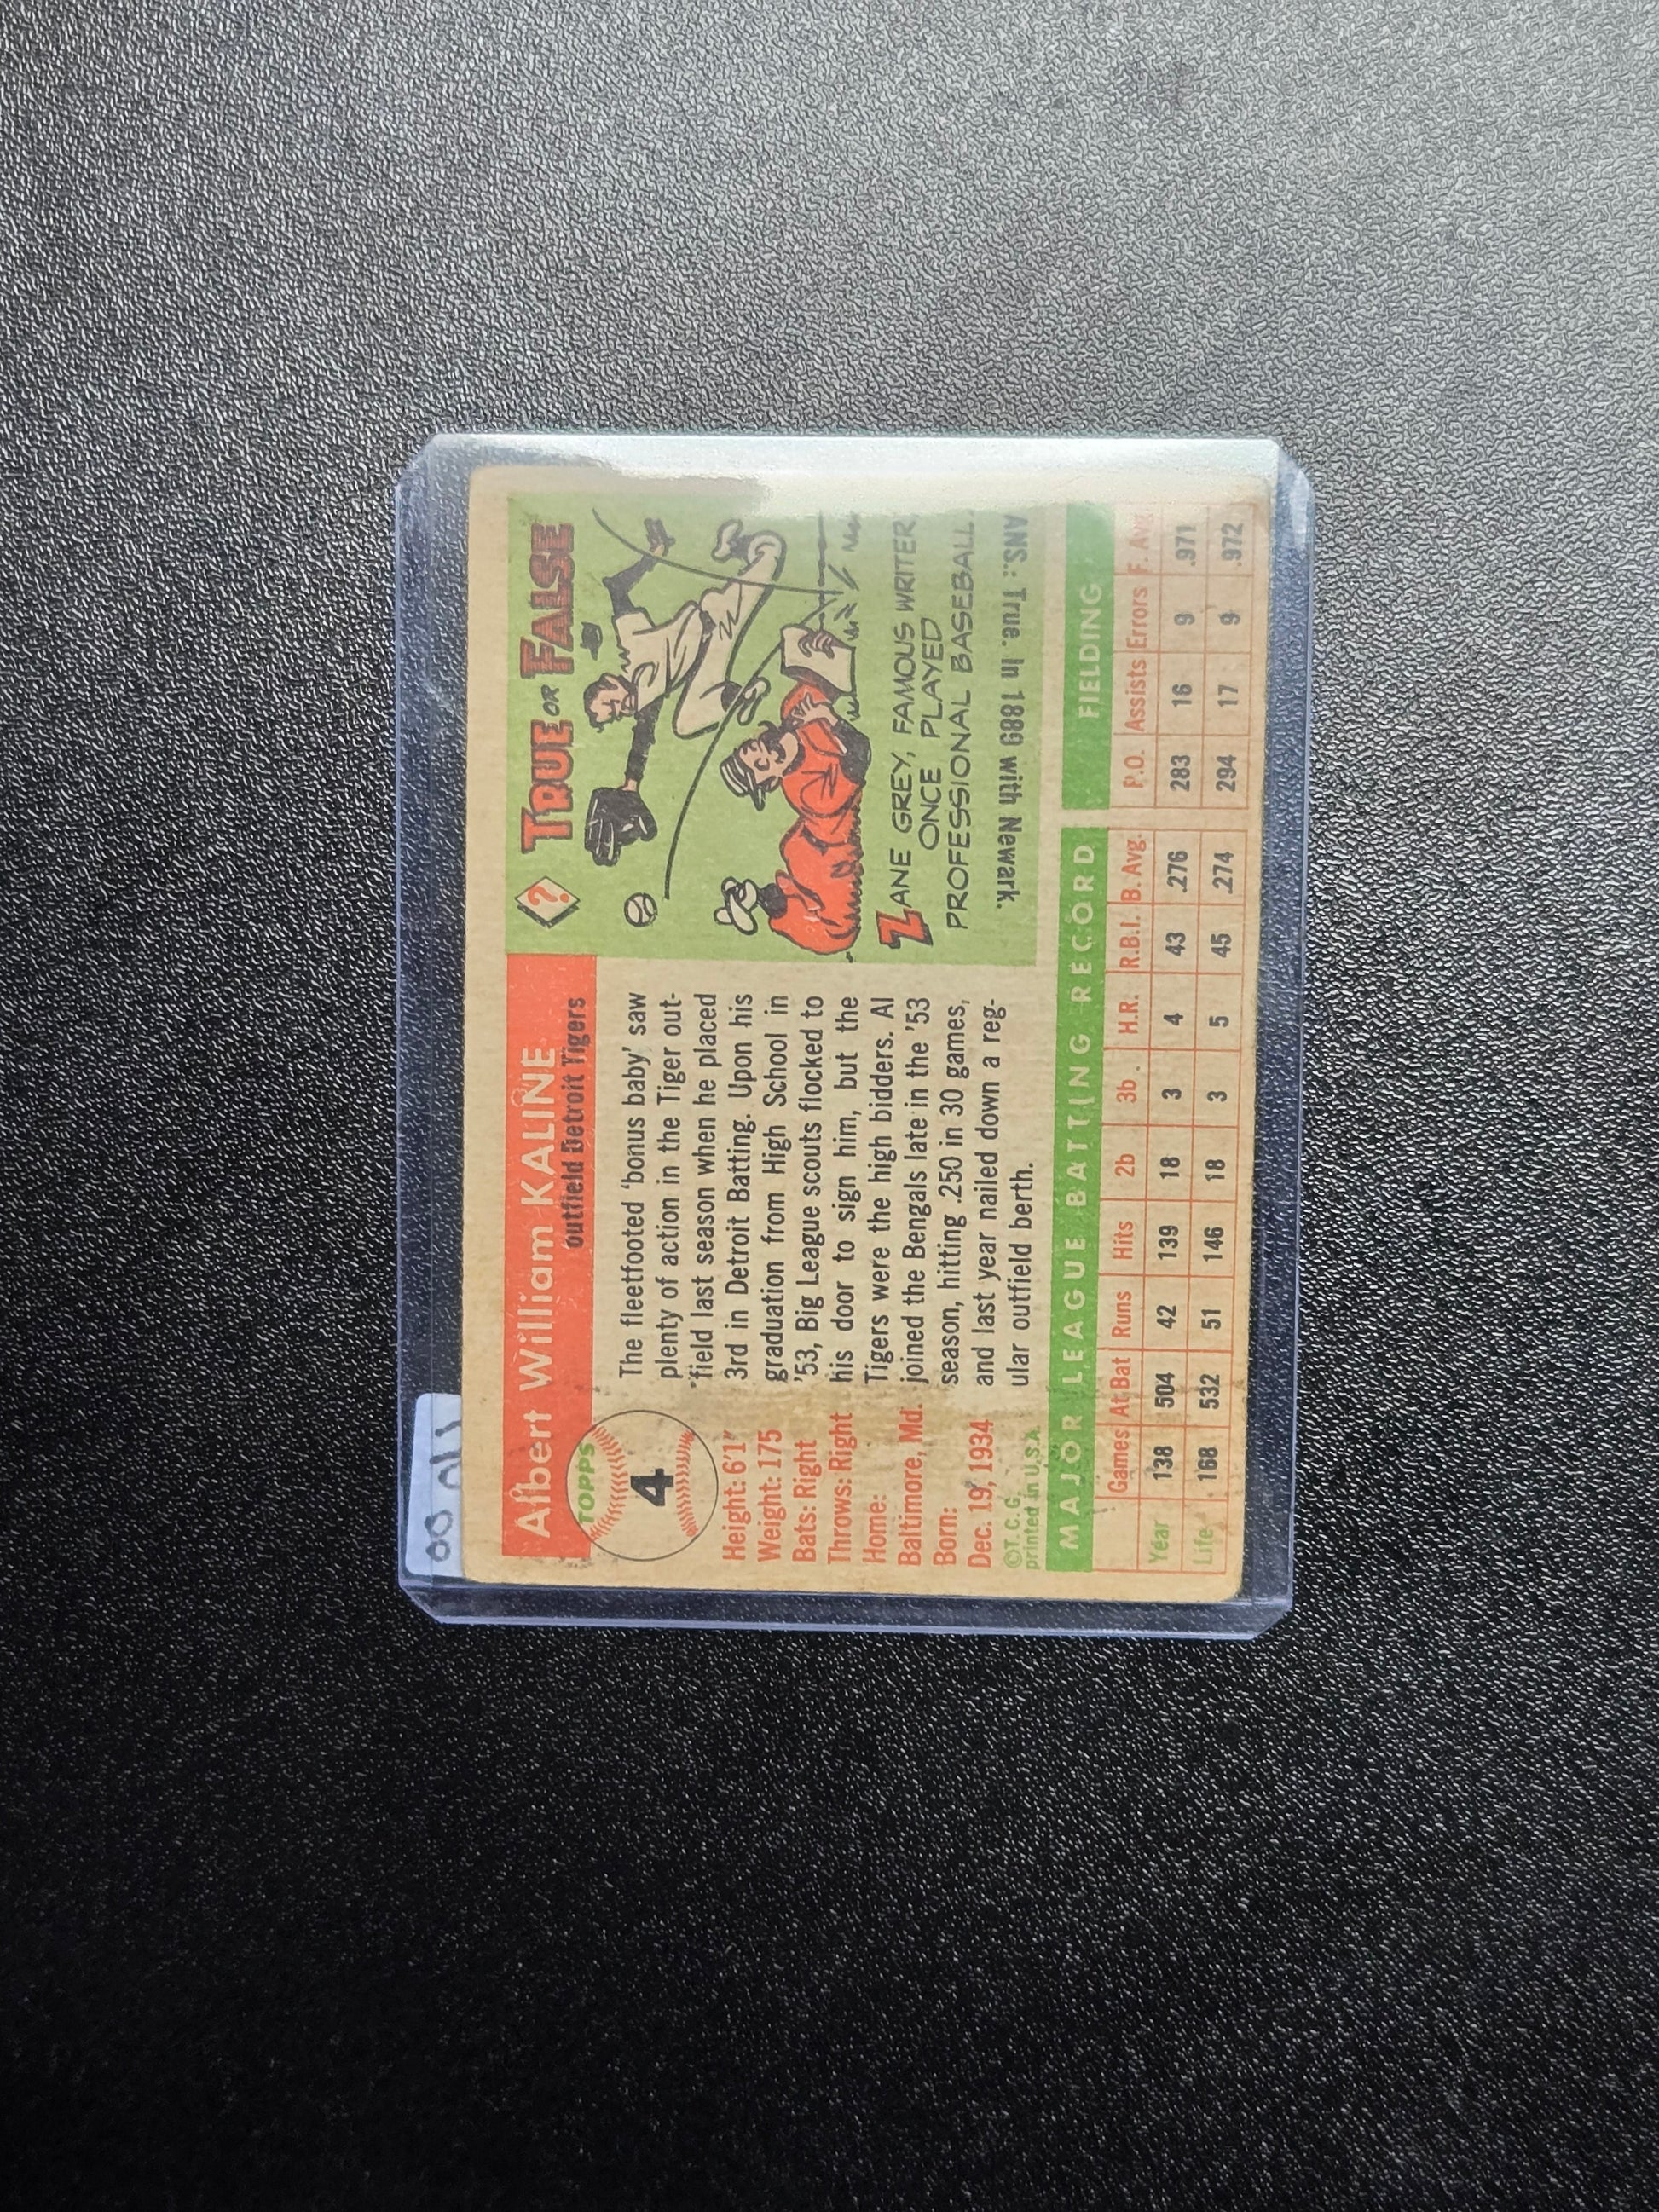 Albert William KALINE
outfield Detroit Tigers
TOPPS
4
Height: 6'1"
Weight: 175
Bats: Right
Throws: Right
Home:
Baltimore, Md.
Born:
Dec. 19, 1934
©T. C. G.
printed in U.S.A.
The fleetfooted 'bonus baby' saw
plenty of action in the Tiger out-
field last season when he placed
3rd in Detroit Batting. Upon his
graduation from High School in
'53, Big League scouts flocked to
his door to sign him, but the
Tigers were the high bidders. Al
joined the Bengals late in the '53
season, hitting .250 in 30 games,
and last year nailed down a reg-
ular outfield berth.
?
TRUE OR FALSE
ZANE GREY, FAMOUS WRITER
ONCE PLAYED
PROFESSIONAL BASEBALL.
ANS.: True. In 1889 with Newark.
MAJOR LEAGUE BATTING RECORD FIELDING
Games At Bat Runs Hits 2b 3b H.R. R.B.I. B. Avg. P.O. Assists Errors F. Avg.
Year 138 504 42 139 18 3 4 43 .276 283 16 9 .971
Life 168 532 51 146 18 3 5 45 .274 294 17 9 .972